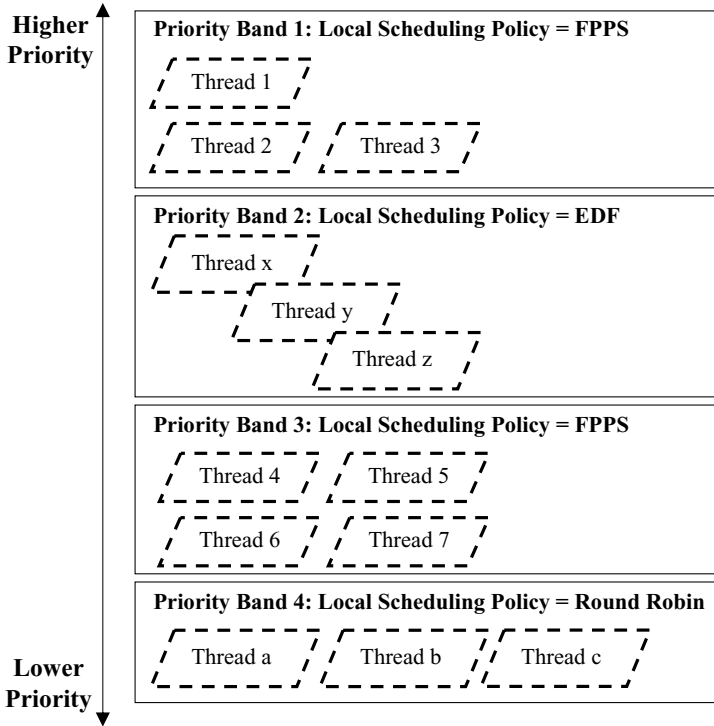 Higher
Priority
Priority Band 1: Local Scheduling Policy = FPPS
Thread 1
Thread 2
Thread 3
Priority Band 2: Local Scheduling Policy = EDF
Thread x
Thread y
Thread z
Priority Band 3: Local Scheduling Policy = FPPS
Thread 4
Thread 5
Thread 6
Thread 7
Priority Band 4: Local Scheduling Policy = Round Robin
Thread a
Thread b
Thread c
Lower
Priority